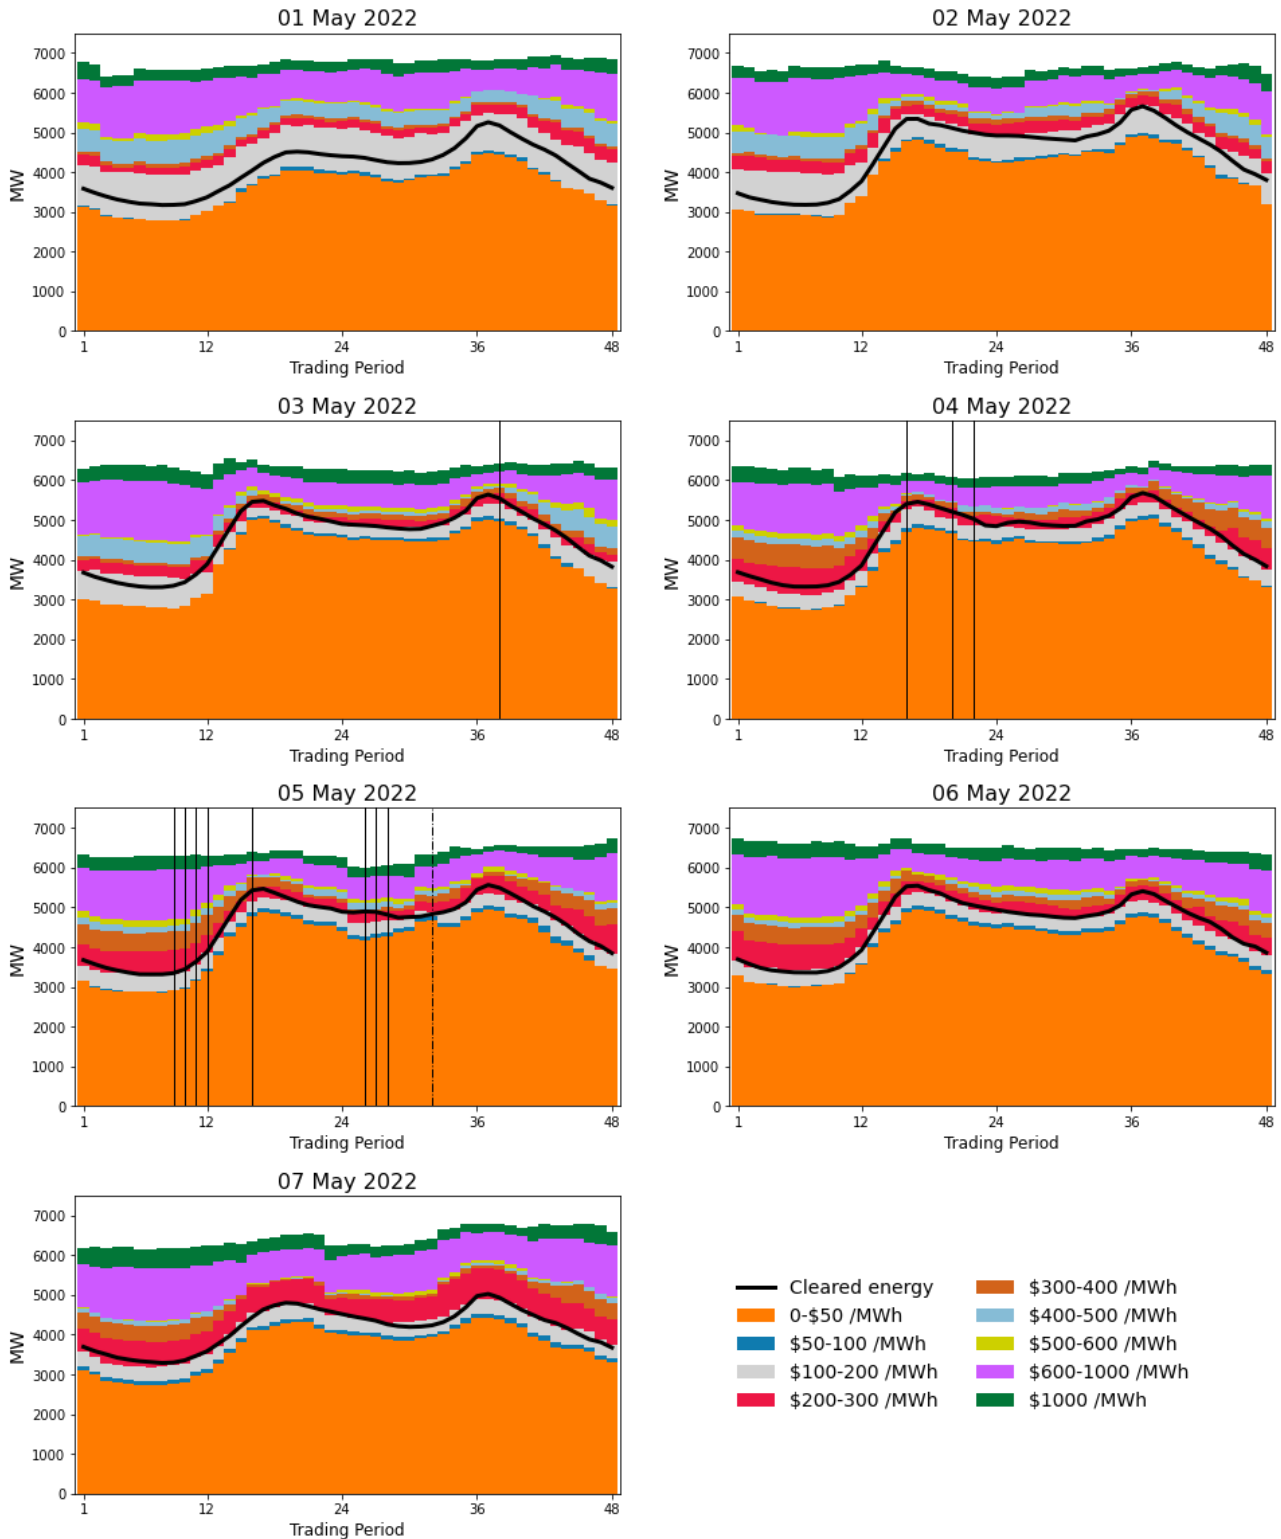 01 May 2022
02 May 2022
7000
6000
5000
4000
3000
2000
1000
0
MW
1
12
24
36
48
Trading Period
7000
6000
5000
4000
3000
2000
1000
0
MW
1
12
24
36
48
Trading Period
03 May 2022
04 May 2022
7000
6000
5000
4000
3000
2000
1000
0
MW
1
12
24
36
48
Trading Period
7000
6000
5000
4000
3000
2000
1000
0
MW
1
12
24
36
48
Trading Period
05 May 2022
06 May 2022
7000
6000
5000
4000
3000
2000
1000
0
MW
1
12
24
36
48
Trading Period
7000
6000
5000
4000
3000
2000
1000
0
MW
1
12
24
36
48
Trading Period
07 May 2022
7000
6000
5000
4000
3000
2000
1000
0
MW
1
12
24
36
48
Trading Period
Cleared energy
0-$50 /MWh
$50-100 /MWh
$100-200 /MWh
$200-300 /MWh
$300-400 /MWh
$400-500 /MWh
$500-600 /MWh
$600-1000 /MWh
$1000 /MWh